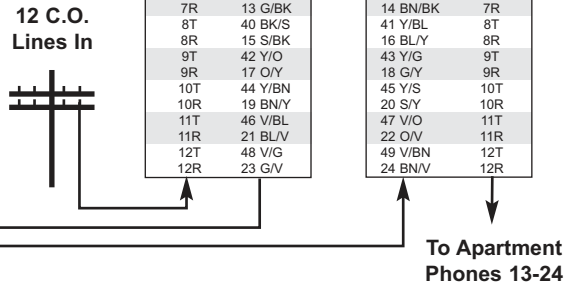 12 C.O.
Lines In
7R 13 G/BK
8T 40 BK/S
8R 15 S/BK
9T 42 Y/O
9R 17 O/Y
10T 44 Y/BN
10R 19 BN/Y
11T 46 V/BL
11R 21 BL/V
12T 48 V/G
12R 23 G/V
14 BN/BK 7R
41 Y/BL 8T
16 BL/Y 8R
43 Y/G 9T
18 G/Y 9R
45 Y/S 10T
20 S/Y 10R
47 V/O 11T
22 O/V 11R
49 V/BN 12T
24 BN/V 12R
To Apartment
Phones 13-24